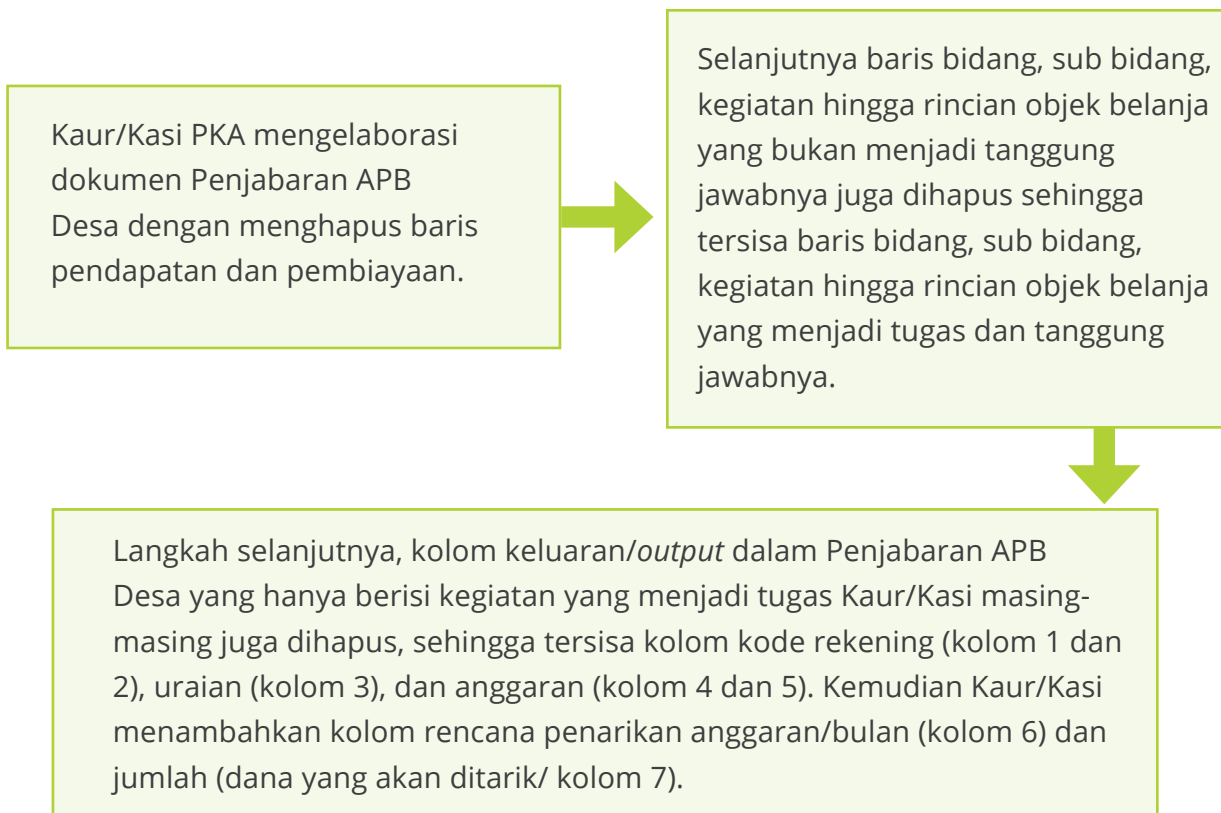 Kaur/Kasi PKA mengelaborasi
dokumen Penjabaran APB
Desa dengan menghapus baris
pendapatan dan pembiayaan.
Selanjutnya baris bidang, sub bidang,
kegiatan hingga rincian objek belanja
yang bukan menjadi tanggung
jawabnya juga dihapus sehingga
tersisa baris bidang, sub bidang,
kegiatan hingga rincian objek belanja
yang menjadi tugas dan tanggung
jawabnya.
Langkah selanjutnya, kolom keluaran/output dalam Penjabaran APB
Desa yang hanya berisi kegiatan yang menjadi tugas Kaur/Kasi masing-
masing juga dihapus, sehingga tersisa kolom kode rekening (kolom 1 dan
2), uraian (kolom 3), dan anggaran (kolom 4 dan 5). Kemudian Kaur/Kasi
menambahkan kolom rencana penarikan anggaran/bulan (kolom 6) dan
jumlah (dana yang akan ditarik/ kolom 7).